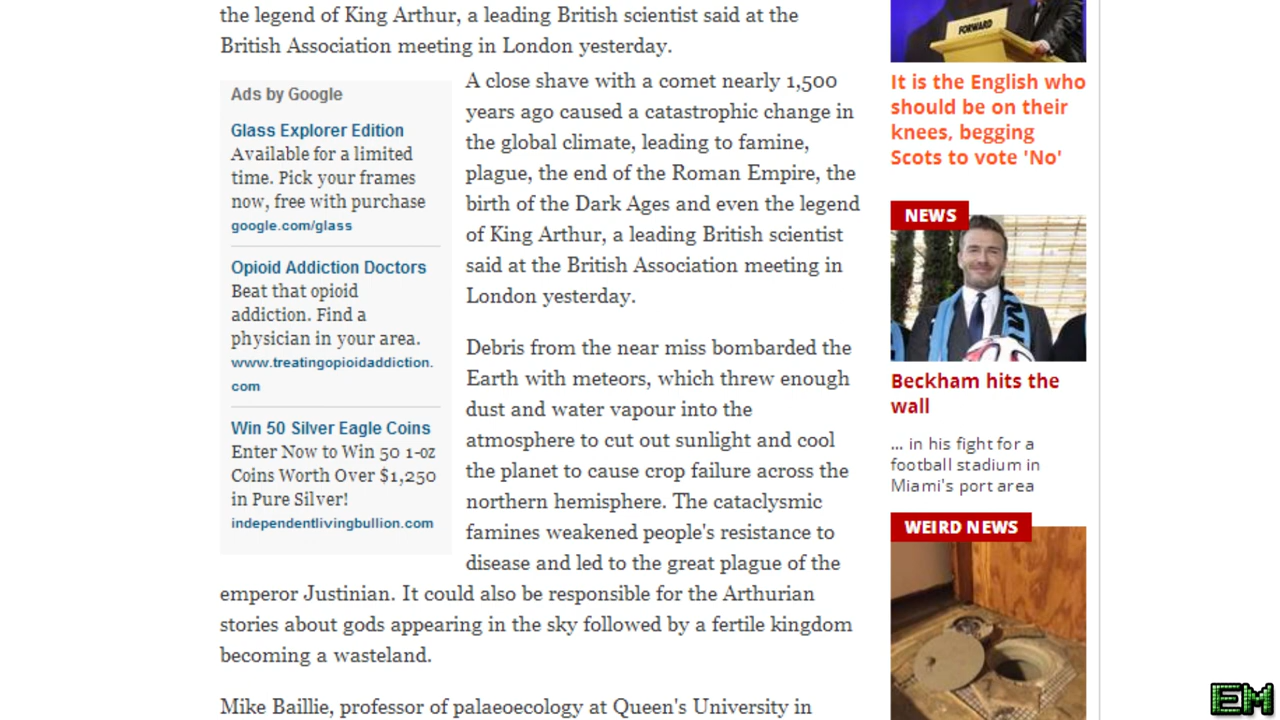 the legend of King Arthur, a leading British scientist said at the
British Association meeting in London yesterday.
Ads by Google
Glass Explorer Edition
Available for a limited
time. Pick your frames
now, free with purchase
google.com/glass
Opioid Addiction Doctors
Beat that opioid
addiction. Find a
physician in your area.
www.treatingopioidaddiction.
com
Win 50 Silver Eagle Coins
Enter Now to Win 50 1-oz
Coins Worth Over $1,250
in Pure Silver!
independentlivingbullion.com
A close shave with a comet nearly 1,500
years ago caused a catastrophic change in
the global climate, leading to famine,
plague, the end of the Roman Empire, the
birth of the Dark Ages and even the legend
of King Arthur, a leading British scientist
said at the British Association meeting in
London yesterday.
Debris from the near miss bombarded the
Earth with meteors, which threw enough
dust and water vapour into the
atmosphere to cut out sunlight and cool
the planet to cause crop failure across the
northern hemisphere. The cataclysmic
famines weakened people's resistance to
disease and led to the great plague of the
emperor Justinian. It could also be responsible for the Arthurian
stories about gods appearing in the sky followed by a fertile kingdom
becoming a wasteland.
Mike Baillie, professor of palaeoecology at Queen's University in
FORWARD
It is the English who
should be on their
knees, begging
Scots to vote 'No'
NEWS
Beckham hits the
wall
... in his fight for a
football stadium in
Miami's port area
WEIRD NEWS
EM